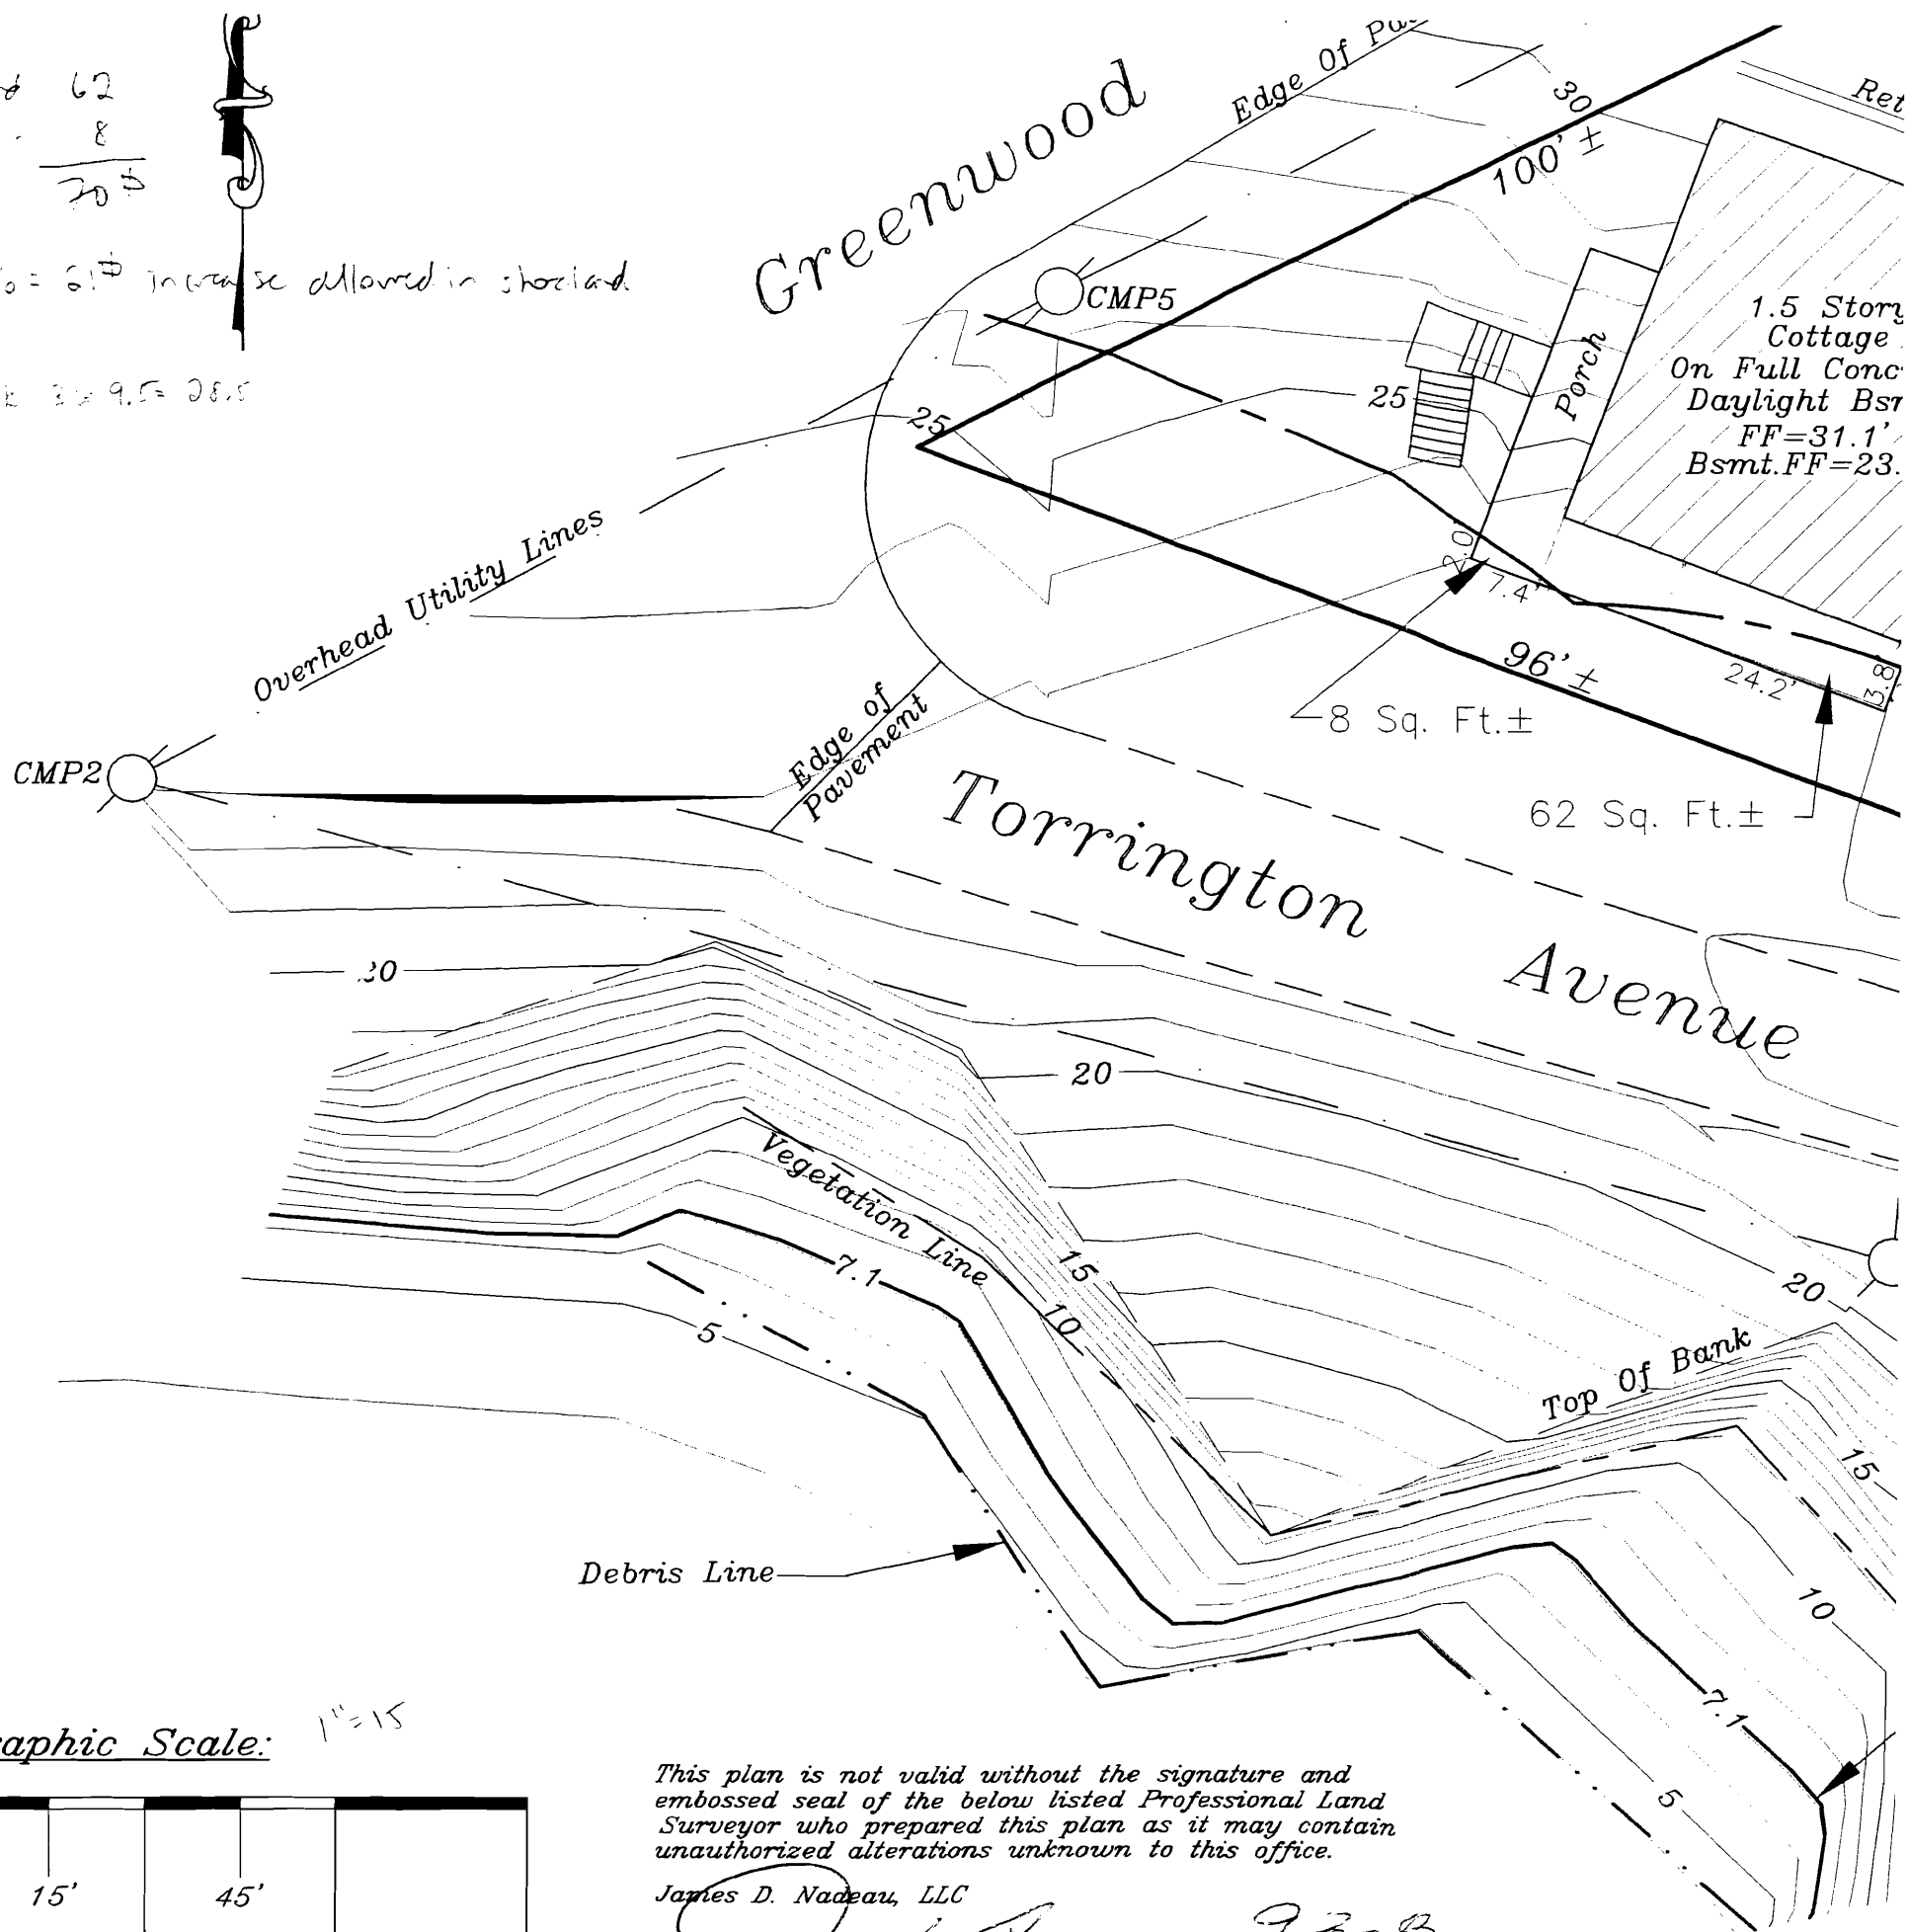 62
8
increase allowed in
Greenwood
Edge Of
30
Ret
100' ±
CMP5
Porch
1.5 Story
Cottage
On Full Conc
Daylight Bsm
FF=31.1'
Bsmt.FF=23.
25
25
Overhead Utility Lines
2.0'
7.4'
96' ±
24.2'
3.8'
8 Sq. Ft.±
62 Sq. Ft.±
CMP2
Edge of
Pavement
Torrington
Avenue
20
20
Vegetation Line
7.1
15
10
5
20
Top Of Bank
15
10
Debris Line
7.1
5
aphic Scale:
1"=15
15'
45'
This plan is not valid without the signature and
embossed seal of the below listed Professional Land
Surveyor who prepared this plan as it may contain
unauthorized alterations unknown to this office.
James D. Nadeau, LLC